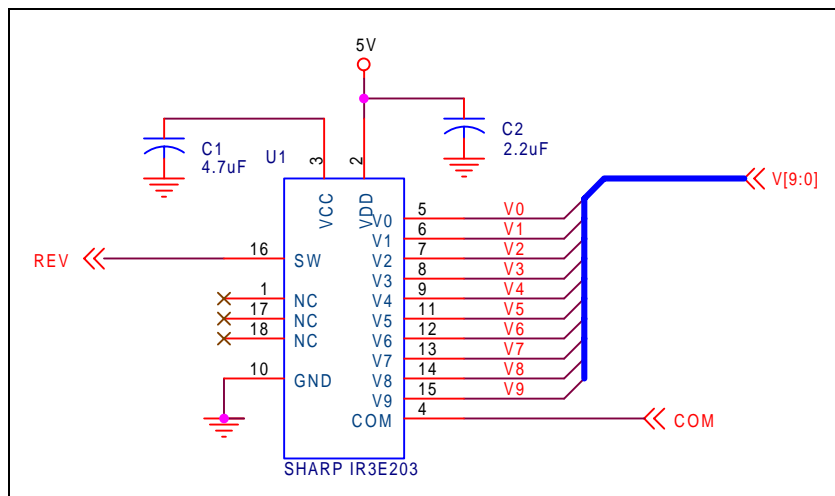 5V
C1
4.7uF
C2
2.2uF
U1
3
2
VCC
VDD
V[9:0]
V0 5 V0
V1 6 V1
REV 16 SW V2 7 V2
V3 8 V3
1 NC V4 9 V4
17 NC V5 11 V5
18 NC V6 12 V6
V7 13 V7
10 GND V8 14 V8
V9 15 V9
COM 4 COM
SHARP IR3E203